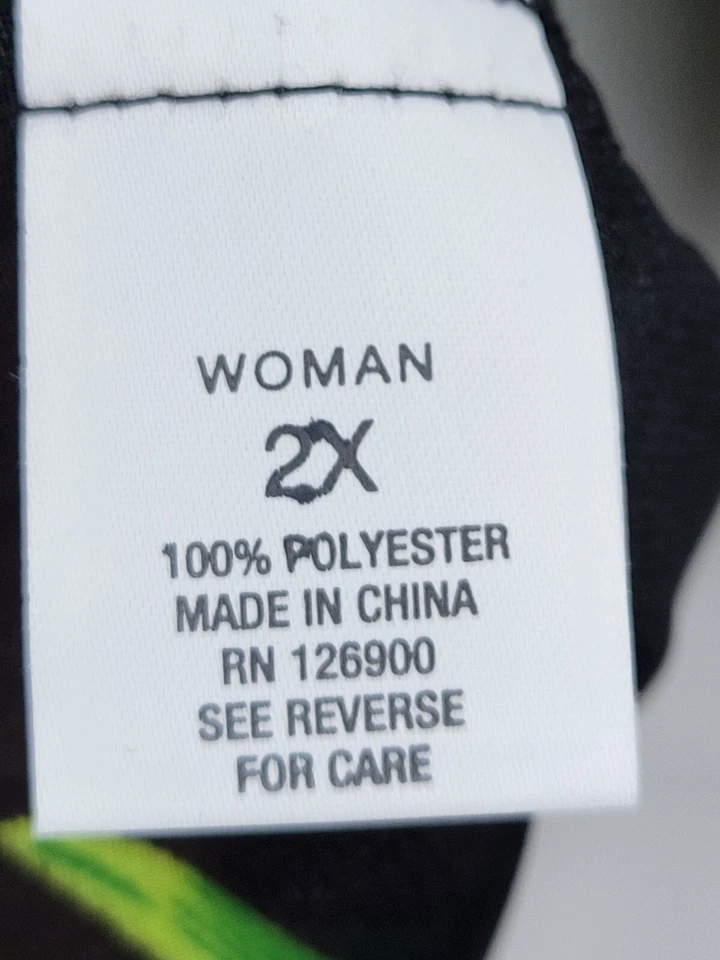 WOMAN
2X
100% POLYESTER
MADE IN CHINA
RN 126900
SEE REVERSE
FOR CARE